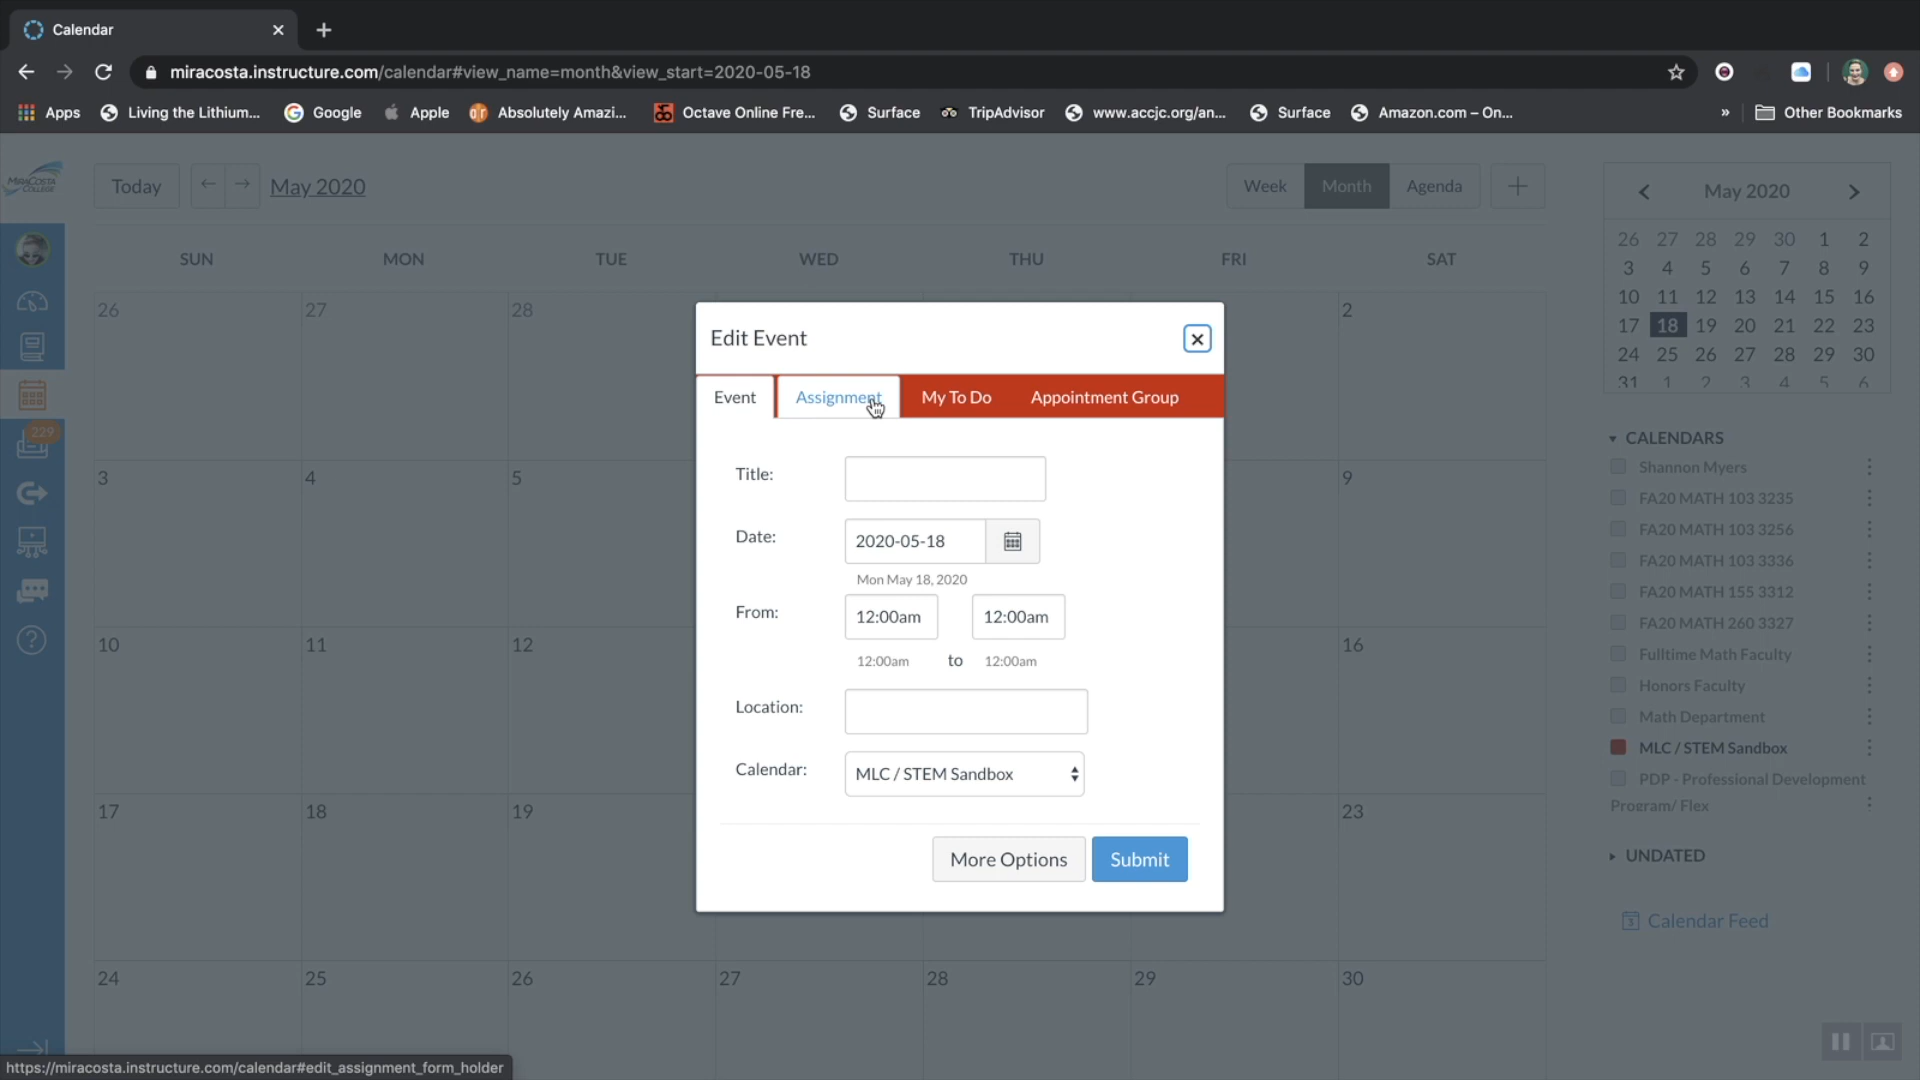 Calendar
miracosta.instructure.com/calendar#view_name=month&view_start=2020-05-18
Apps Living the Lithium... Google Apple Absolutely Amazi... Octave Online Fre... Surface TripAdvisor www.accjc.org/an... Surface Amazon.com – On... » Other Bookmarks
MIRACOSTA COLLEGE
Today ← → May 2020 Week Month Agenda +
SUN MON TUE WED THU FRI SAT
26 27 28 2
3 4 5 9
10 11 12 16
17 18 19 23
24 25 26 27 28 29 30
229
Edit Event
Event Assignment My To Do Appointment Group
Title:
Date: 2020-05-18
Mon May 18, 2020
From: 12:00am 12:00am
12:00am to 12:00am
Location:
Calendar: MLC / STEM Sandbox
More Options Submit
May 2020
26 27 28 29 30 1 2
3 4 5 6 7 8 9
10 11 12 13 14 15 16
17 18 19 20 21 22 23
24 25 26 27 28 29 30
31 1 2 3 4 5 6
CALENDARS
Shannon Myers
FA20 MATH 103 3235
FA20 MATH 103 3256
FA20 MATH 103 3336
FA20 MATH 155 3312
FA20 MATH 260 3327
Fulltime Math Faculty
Honors Faculty
Math Department
MLC / STEM Sandbox
PDP - Professional Development
Program/ Flex
UNDATED
Calendar Feed
https://miracosta.instructure.com/calendar#edit_assignment_form_holder